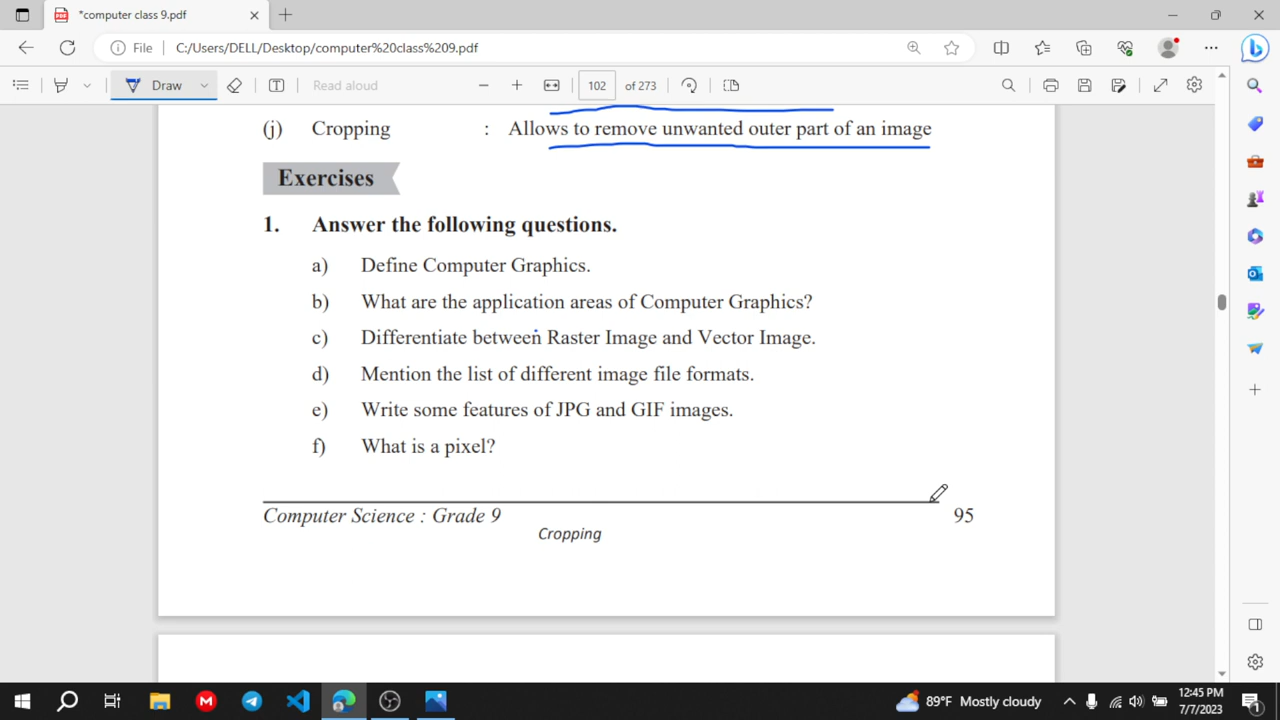 *computer class 9.pdf
File C:/Users/DELL/Desktop/computer%20class%209.pdf
Draw
Read aloud
102 of 273
(j) Cropping : Allows to remove unwanted outer part of an image
Exercises
1. Answer the following questions.
a) Define Computer Graphics.
b) What are the application areas of Computer Graphics?
c) Differentiate between Raster Image and Vector Image.
d) Mention the list of different image file formats.
e) Write some features of JPG and GIF images.
f) What is a pixel?
Computer Science : Grade 9 95
Cropping
89°F Mostly cloudy
12:45 PM
7/7/2023